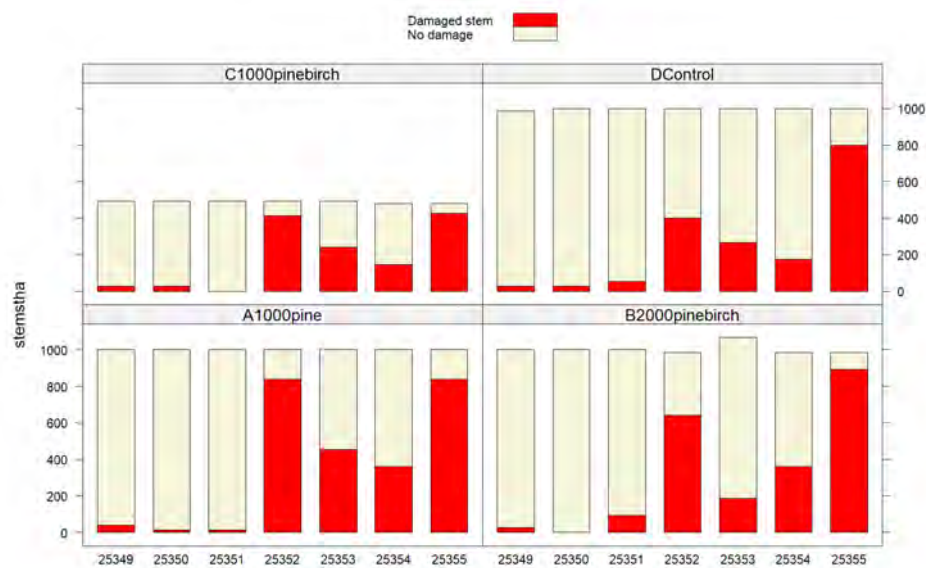 Damaged stem
No damage
C1000pinebirch
DControl
1000
800
600
400
200
0
stemstha
A1000pine
B2000pinebirch
1000
800
600
400
200
0
25349 25350 25351 25352 25353 25354 25355 25349 25350 25351 25352 25353 25354 25355